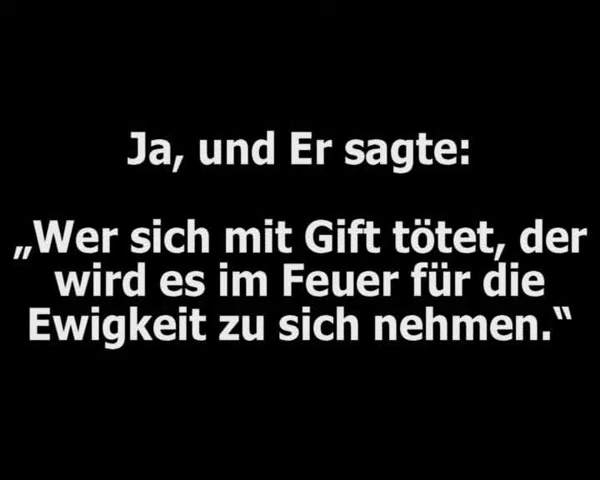 Ja, und Er sagte:
„Wer sich mit Gift tötet, der
wird es im Feuer für die
Ewigkeit zu sich nehmen.“